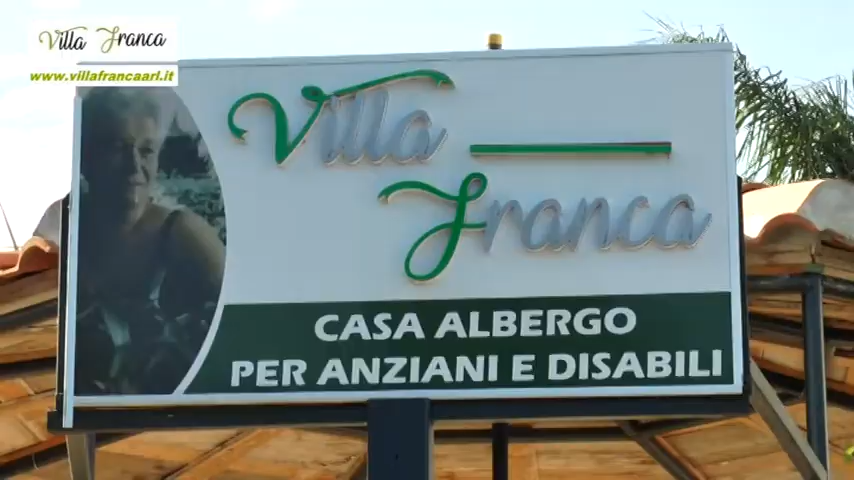 Villa Franca
www.villafrancaarl.it
Villa
Franca
CASA ALBERGO
PER ANZIANI E DISABILI